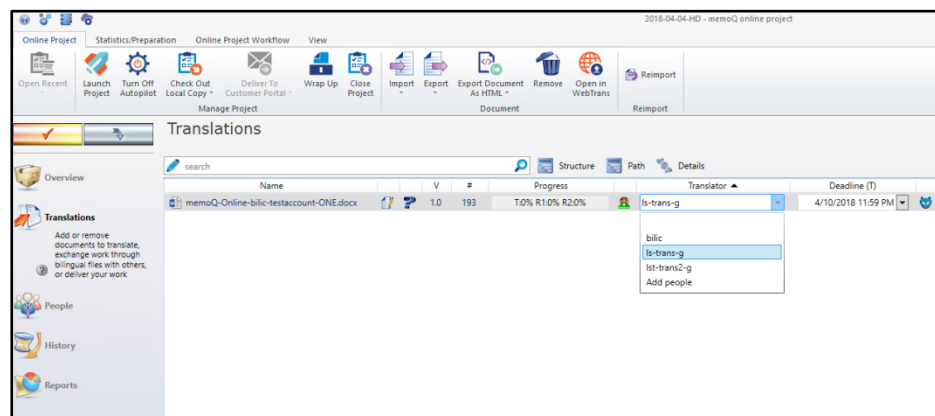 2018-04-04-HD - memoQ online project
Online Project Statistics/Preparation Online Project Workflow View
Open Recent
Launch Project
Turn Off Autopilot
Check Out Local Copy
Deliver To Customer Portal
Wrap Up
Close Project
Import
Export
Export Document As HTML
Remove
Open in WebTrans
Reimport
Manage Project Document Reimport
Translations
search Structure Path Details
Overview
Name V # Progress Translator Deadline (T)
memoQ-Online-bilic-testaccount-ONE.docx 1.0 193 T:0% R1:0% R2:0% ls-trans-g 4/10/2018 11:59 PM
Translations
Add or remove
documents to translate,
exchange work through
bilingual files with others,
or deliver your work
bilic
ls-trans-g
lst-trans2-g
Add people
People
History
Reports